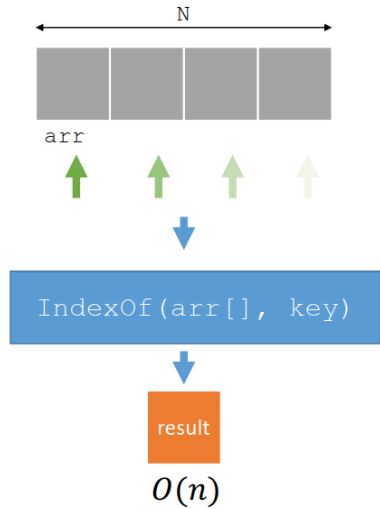 N
arr
IndexOf(arr[], key)
result
O(n)